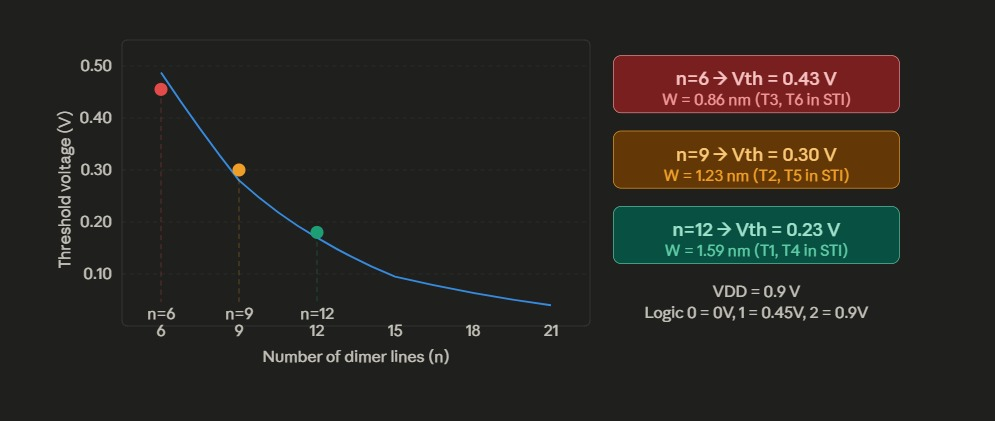 Threshold voltage (V)
0.50
0.40
0.30
0.20
0.10
n=6
n=9
n=12
6
9
12
15
18
21
Number of dimer lines (n)
n=6 → Vth = 0.43 V
W = 0.86 nm (T3, T6 in STI)
n=9 → Vth = 0.30 V
W = 1.23 nm (T2, T5 in STI)
n=12 → Vth = 0.23 V
W = 1.59 nm (T1, T4 in STI)
VDD = 0.9 V
Logic 0 = 0V, 1 = 0.45V, 2 = 0.9V